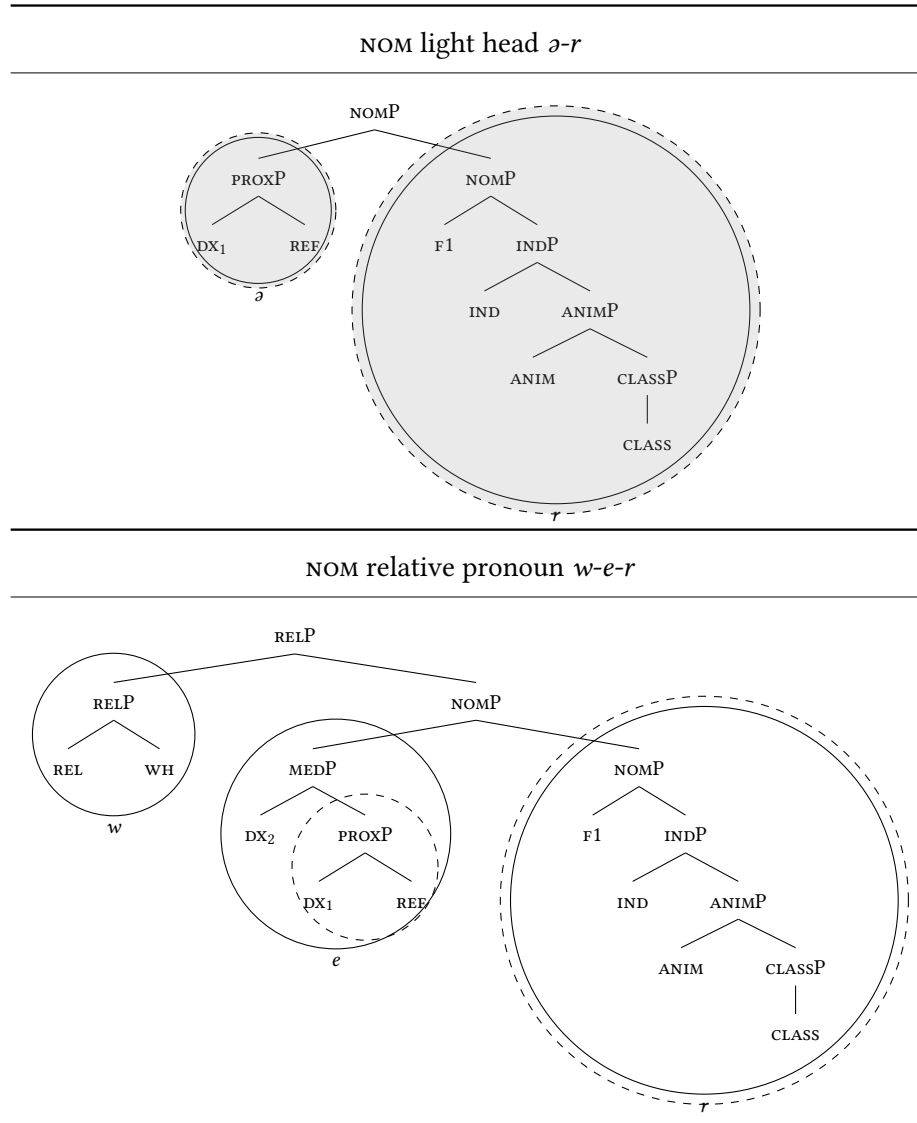 NOM light head ə-r
NOMP
PROXP NOMP
DX₁ REF F1 INDP
ə
IND ANIMP
ANIM CLASSP
CLASS
r
NOM relative pronoun w-e-r
RELP
RELP NOMP
REL WH MEDP NOMP
w
DX₂ PROXP F1 INDP
DX₁ REF IND ANIMP
e
ANIM CLASSP
CLASS
r